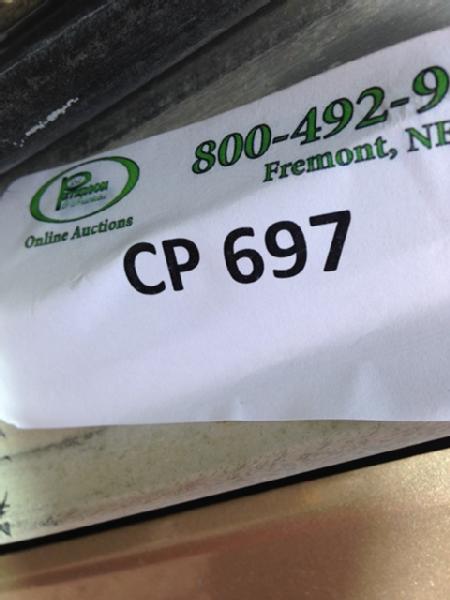 800-492-9
Fremont, NE
Online Auctions
CP 697